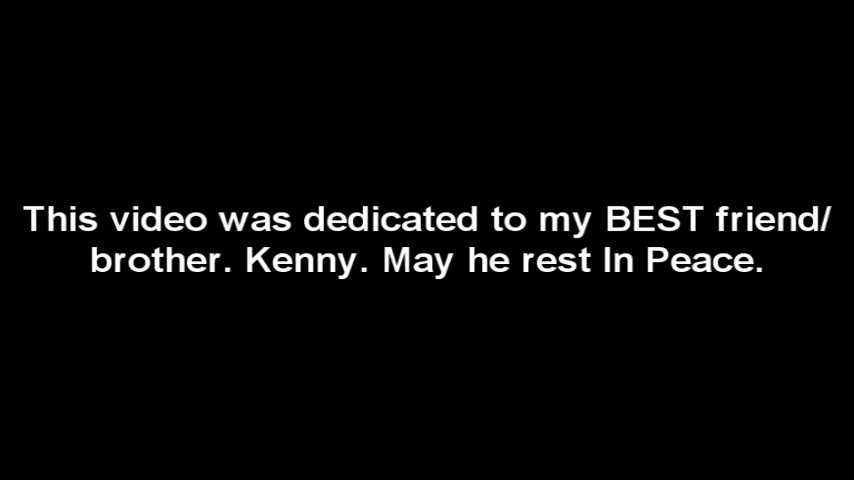 This video was dedicated to my BEST friend/
brother. Kenny. May he rest In Peace.